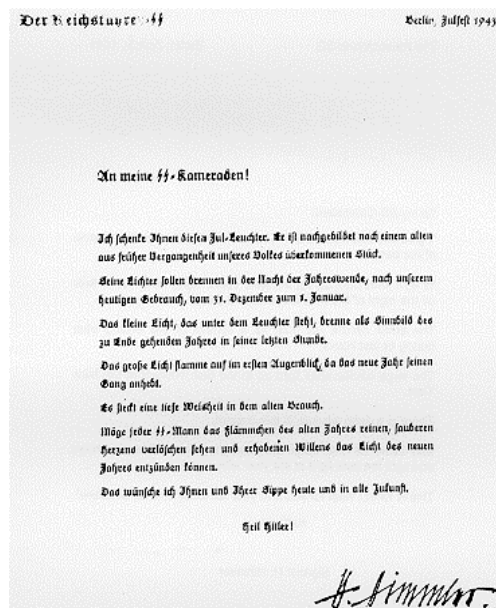 Der Reichsführer-SS
Berlin, Julfest 1943
An meine SS-Kameraden!
Ich schenke Ihnen diesen Jul-Leuchter. Er ist nachgebildet nach einem alten
aus früher Vergangenheit unseres Volkes überkommenen Stück.
Seine Lichter sollen brennen in der Nacht der Jahreswende, nach unserem
heutigen Gebrauch, vom 31. Dezember zum 1. Januar.
Das kleine Licht, das unter dem Leuchter steht, brenne als Sinnbild des
zu Ende gehenden Jahres in seiner letzten Stunde.
Das große Licht flamme auf im ersten Augenblick, da das neue Jahr seinen
Gang anhebt.
Es steckt eine tiefe Weisheit in dem alten Brauch.
Möge jeder SS-Mann das Flämmchen des alten Jahres reinen, sauberen
Herzens verlöschen sehen und erhobenen Willens das Licht des neuen
Jahres entzünden können.
Das wünsche ich Ihnen und Ihrer Sippe heute und in alle Zukunft.
Heil Hitler!
H. Himmler.